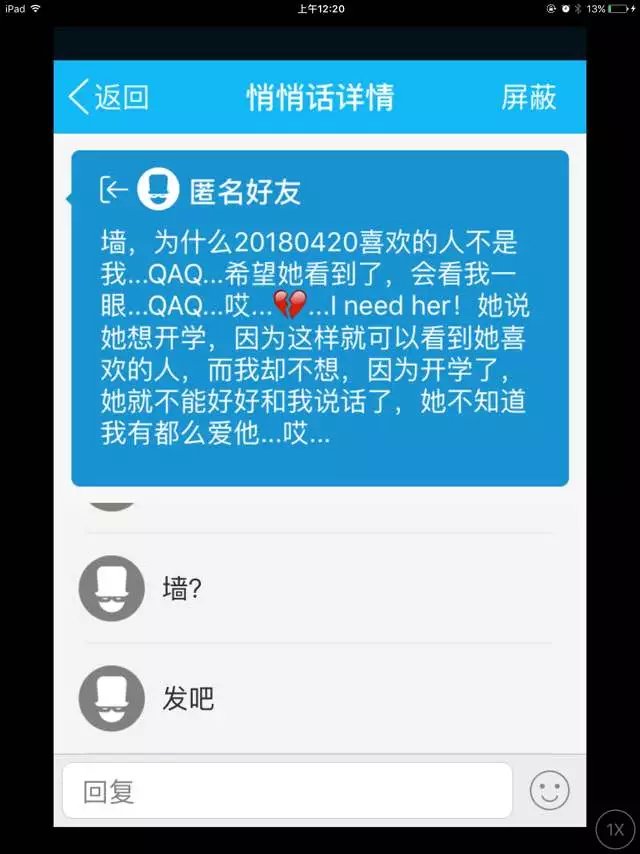 iPad
上午12:20
13%
返回
悄悄话详情
屏蔽
匿名好友
墙，为什么20180420喜欢的人不是
我...QAQ...希望她看到了，会看我一
眼...QAQ...哎...💔...I need her！她说
她想开学，因为这样就可以看到她喜
欢的人，而我却不想，因为开学了，
她就不能好好和我说话了，她不知道
我有都么爱他...哎...
墙?
发吧
回复
1X